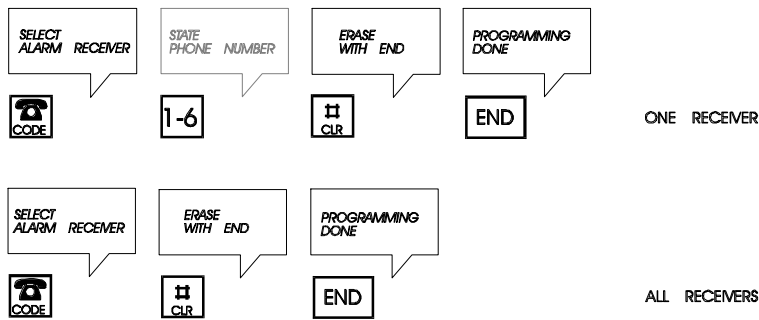 SELECT
ALARM RECEIVER
STATE
PHONE NUMBER
ERASE
WITH END
PROGRAMMING
DONE
CODE
1-6
CLR
END
ONE RECEIVER
SELECT
ALARM RECEIVER
ERASE
WITH END
PROGRAMMING
DONE
CODE
CLR
END
ALL RECEIVERS